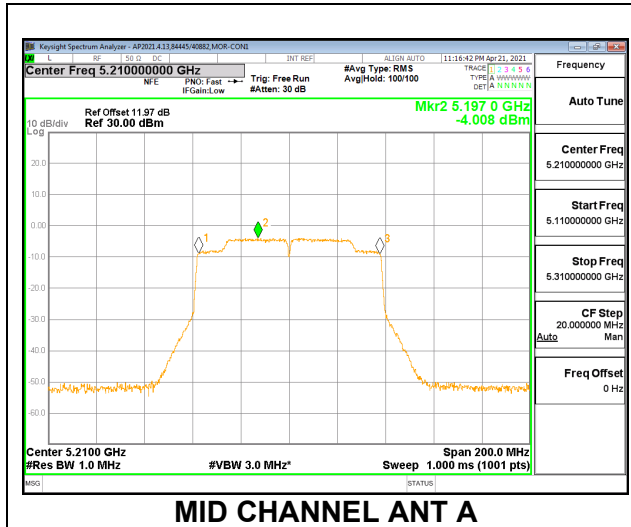 Keysight Spectrum Analyzer - AP2021.4.13,84445/40882,MOR-CON1
L RF 50 Ω DC INT REF ALIGN AUTO 11:16:42 PM Apr 21, 2021
Center Freq 5.210000000 GHz
NFE
PNO: Fast
IFGain:Low
Trig: Free Run
#Atten: 30 dB
#Avg Type: RMS
Avg|Hold: 100/100
TRACE 1 2 3 4 5 6
TYPE A WWWWW
DET A N N N N N
Frequency
Mkr2 5.197 0 GHz
-4.008 dBm
Ref Offset 11.97 dB
Ref 30.00 dBm
10 dB/div
Log
20.0
10.0
0.00
-10.0
-20.0
-30.0
-40.0
-50.0
-60.0
1
2
3
Center 5.2100 GHz
Span 200.0 MHz
#Res BW 1.0 MHz
#VBW 3.0 MHz*
Sweep 1.000 ms (1001 pts)
Auto Tune
Center Freq
5.210000000 GHz
Start Freq
5.110000000 GHz
Stop Freq
5.310000000 GHz
CF Step
20.000000 MHz
Auto Man
Freq Offset
0 Hz
MSG
STATUS
MID CHANNEL ANT A